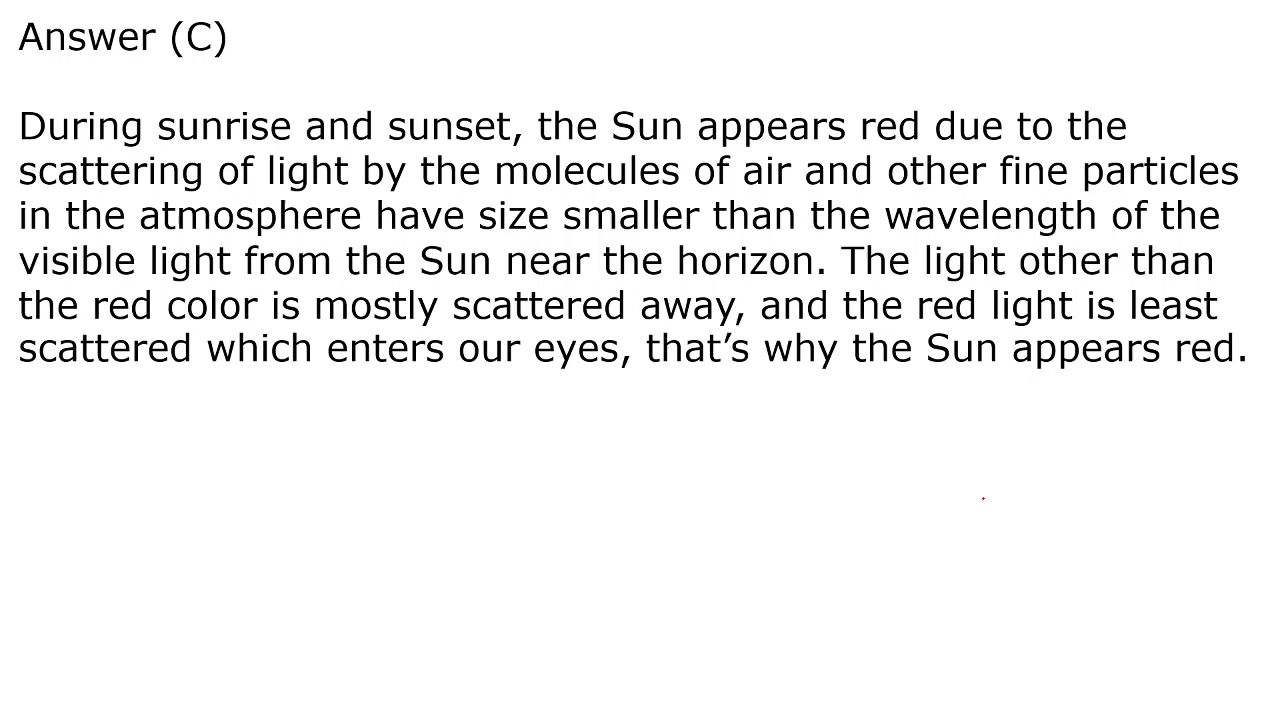 Answer (C)
During sunrise and sunset, the Sun appears red due to the
scattering of light by the molecules of air and other fine particles
in the atmosphere have size smaller than the wavelength of the
visible light from the Sun near the horizon. The light other than
the red color is mostly scattered away, and the red light is least
scattered which enters our eyes, that’s why the Sun appears red.